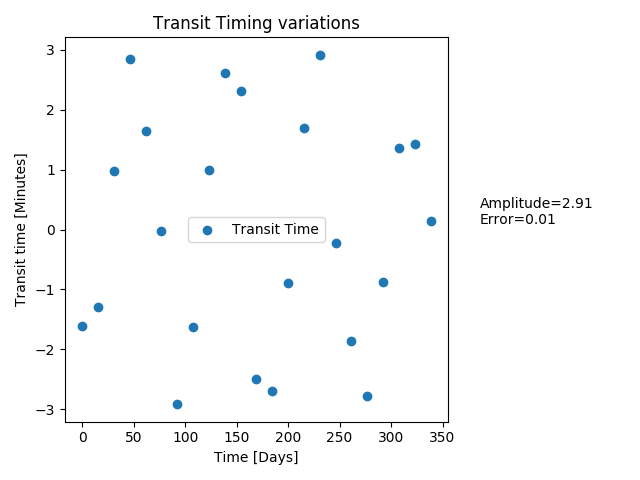 Transit Timing variations
Transit time [Minutes]
3
2
1
0
−1
−2
−3
Transit Time
Amplitude=2.91
Error=0.01
0 50 100 150 200 250 300 350
Time [Days]